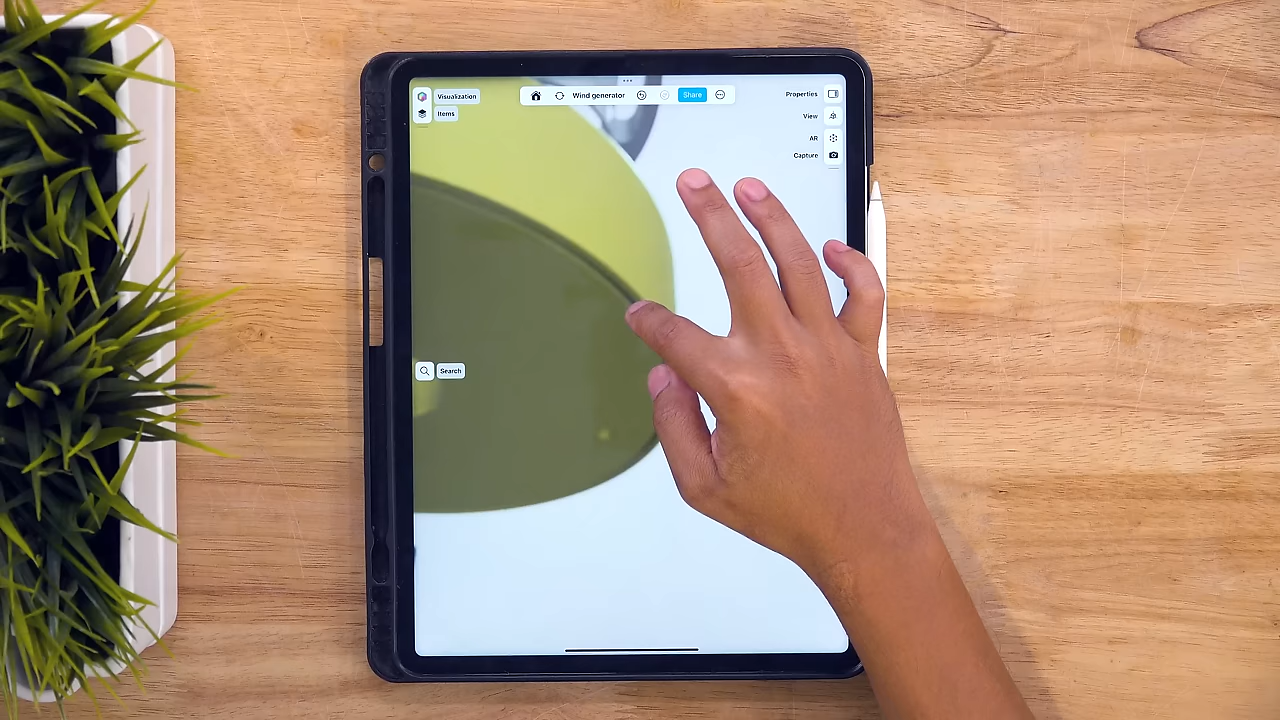 Visualization
Items
Wind generator
Share
Properties
View
AR
Capture
Search